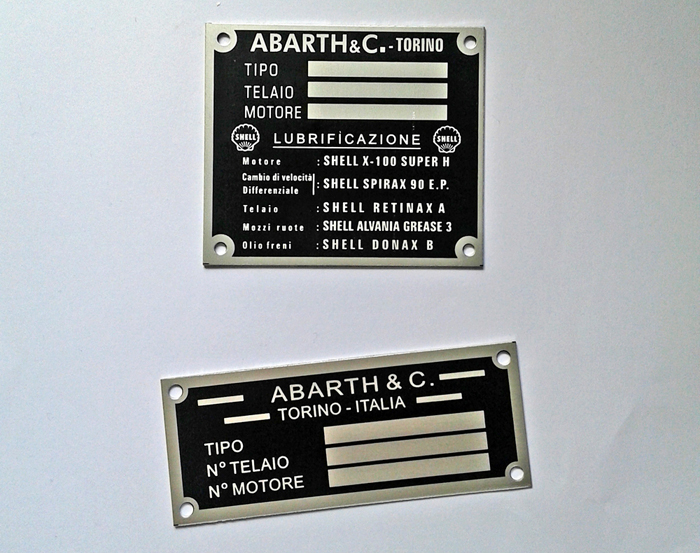 ABARTH & C. - TORINO
TIPO
TELAIO
MOTORE
SHELL LUBRIFICAZIONE SHELL
Motore : SHELL X-100 SUPER H
Cambio di velocità
Differenziale : SHELL SPIRAX 90 E.P.
Telaio : SHELL RETINAX A
Mozzi ruote : SHELL ALVANIA GREASE 3
Olio freni : SHELL DONAX B
ABARTH & C.
TORINO - ITALIA
TIPO
Nº TELAIO
Nº MOTORE